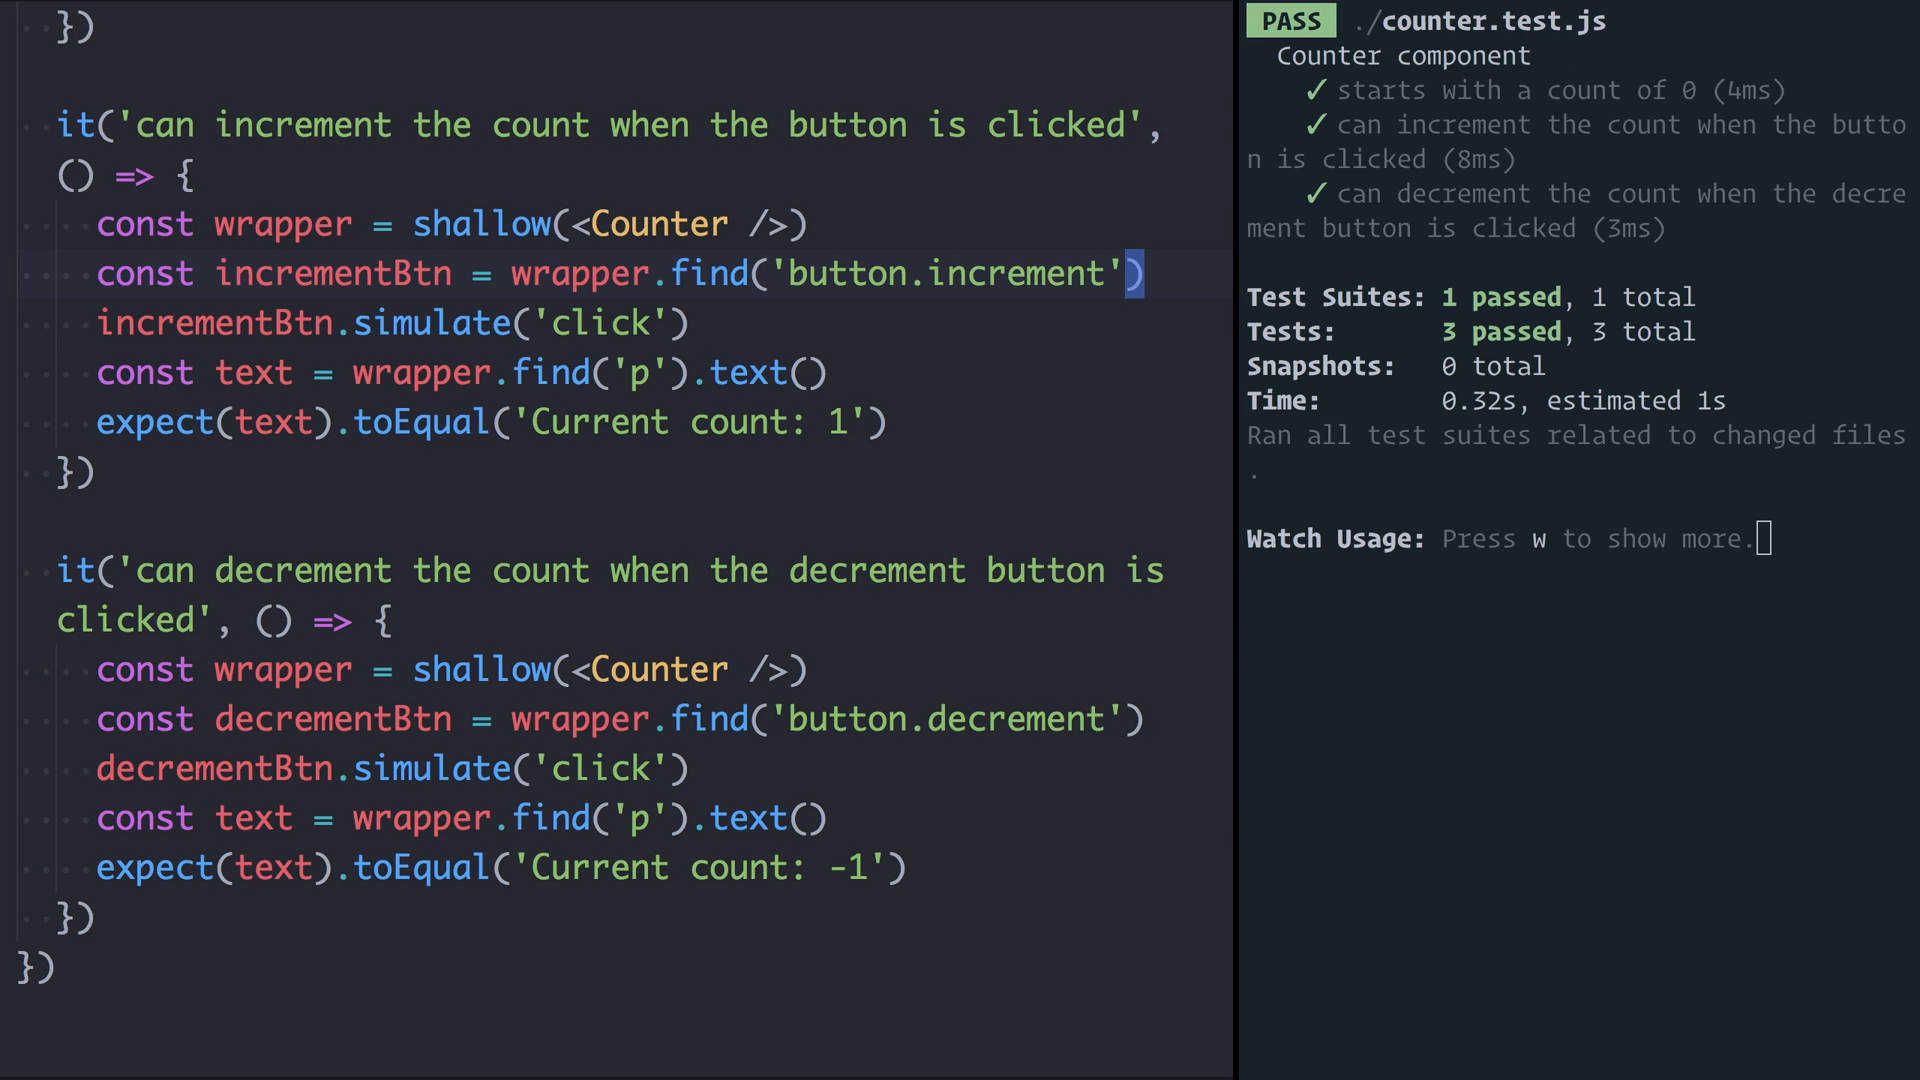 })
it('can increment the count when the button is clicked',
() => {
const wrapper = shallow(<Counter />)
const incrementBtn = wrapper.find('button.increment')
incrementBtn.simulate('click')
const text = wrapper.find('p').text()
expect(text).toEqual('Current count: 1')
})
it('can decrement the count when the decrement button is
clicked', () => {
const wrapper = shallow(<Counter />)
const decrementBtn = wrapper.find('button.decrement')
decrementBtn.simulate('click')
const text = wrapper.find('p').text()
expect(text).toEqual('Current count: -1')
})
})
PASS ./counter.test.js
Counter component
✓ starts with a count of 0 (4ms)
✓ can increment the count when the butto
n is clicked (8ms)
✓ can decrement the count when the decre
ment button is clicked (3ms)
Test Suites: 1 passed, 1 total
Tests: 3 passed, 3 total
Snapshots: 0 total
Time: 0.32s, estimated 1s
Ran all test suites related to changed files
.
Watch Usage: Press w to show more.